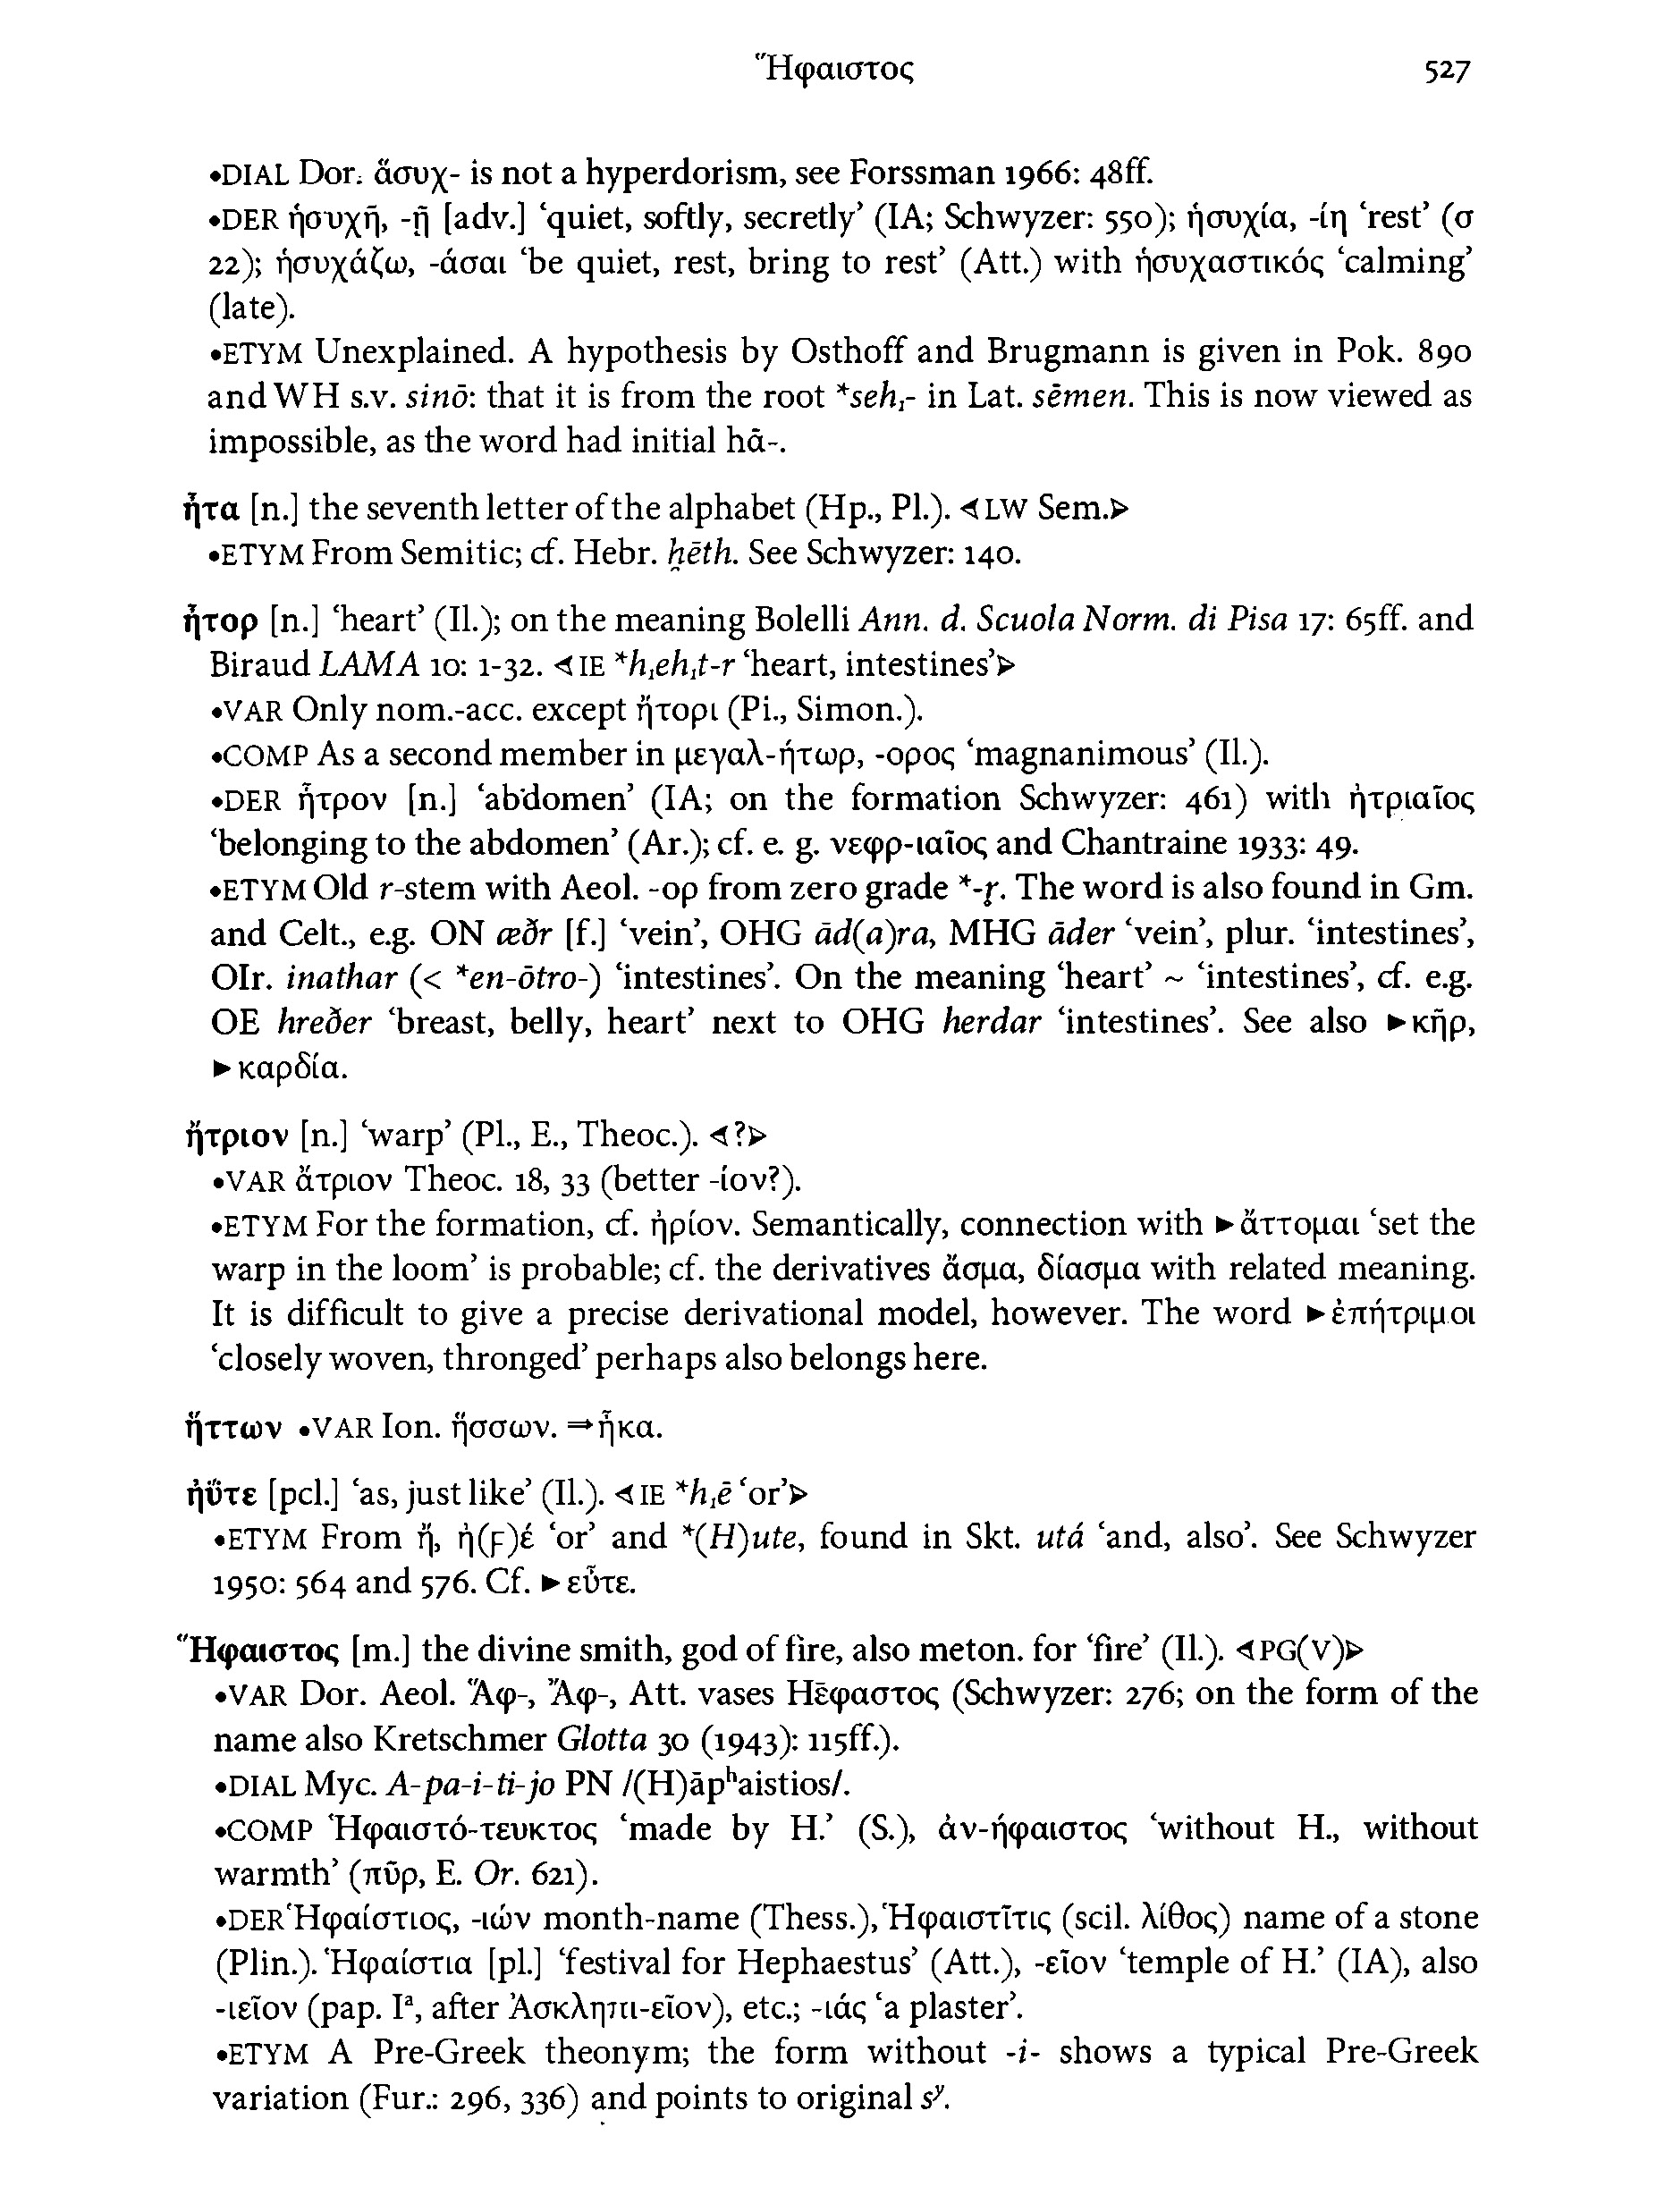 Ἥφαιστος 527
•DIAL Dor. ἅσυχ- is not a hyperdorism, see Forssman 1966: 48ff.
•DER ἡσυχῆ, -ῇ [adv.] ‘quiet, softly, secretly’ (IA; Schwyzer: 550); ἡσυχία, -ίη ‘rest’ (σ
22); ἡσυχάζω, -άσαι ‘be quiet, rest, bring to rest’ (Att.) with ἡσυχαστικός ‘calming’
(late).
•ETYM Unexplained. A hypothesis by Osthoff and Brugmann is given in Pok. 890
and WH s.v. sinō: that it is from the root *seh₁- in Lat. sēmen. This is now viewed as
impossible, as the word had initial hā-.
ἦτα [n.] the seventh letter of the alphabet (Hp., Pl.). ⊲LW Sem.⊳
•ETYM From Semitic; cf. Hebr. ḫēth. See Schwyzer: 140.
ἦτορ [n.] ‘heart’ (Il.); on the meaning Bolelli Ann. d. Scuola Norm. di Pisa 17: 65ff. and
Biraud LAMA 10: 1-32. ⊲IE *h₁eh₁t-r ‘heart, intestines’⊳
•VAR Only nom.-acc. except ἤτορι (Pi., Simon.).
•COMP As a second member in μεγαλ-ήτωρ, -ορος ‘magnanimous’ (Il.).
•DER ἦτρον [n.] ‘abdomen’ (IA; on the formation Schwyzer: 461) with ἠτριαῖος
‘belonging to the abdomen’ (Ar.); cf. e. g. νεφρ-ιαῖος and Chantraine 1933: 49.
•ETYM Old r-stem with Aeol. -ορ from zero grade *-r̥. The word is also found in Gm.
and Celt., e.g. ON æðr [f.] ‘vein’, OHG ād(a)ra, MHG āder ‘vein’, plur. ‘intestines’,
OIr. inathar (< *en-ōtro-) ‘intestines’. On the meaning ‘heart’ ~ ‘intestines’, cf. e.g.
OE hreðer ‘breast, belly, heart’ next to OHG herdar ‘intestines’. See also ►κῆρ,
►καρδία.
ἤτριον [n.] ‘warp’ (Pl., E., Theoc.). ⊲?⊳
•VAR ἄτριον Theoc. 18, 33 (better -ίον?).
•ETYM For the formation, cf. ἠρίον. Semantically, connection with ►ἄττομαι ‘set the
warp in the loom’ is probable; cf. the derivatives ἄσμα, δίασμα with related meaning.
It is difficult to give a precise derivational model, however. The word ►ἐπήτριμοι
‘closely woven, thronged’ perhaps also belongs here.
ἥττων •VAR Ion. ἥσσων. ⇒ἦκα.
ἠΰτε [pcl.] ‘as, just like’ (Il.). ⊲IE *h₁ē ‘or’⊳
•ETYM From ἤ, ἠ(ϝ)έ ‘or’ and *(H)ute, found in Skt. utá ‘and, also’. See Schwyzer
1950: 564 and 576. Cf. ►εὖτε.
Ἥφαιστος [m.] the divine smith, god of fire, also meton. for ‘fire’ (Il.). ⊲PG(V)⊳
•VAR Dor. Aeol. Ἅφ-, Ἄφ-, Att. vases Hēφαστος (Schwyzer: 276; on the form of the
name also Kretschmer Glotta 30 (1943): 115ff.).
•DIAL Myc. A-pa-i-ti-jo PN /(H)āpʰaistios/.
•COMP Ἡφαιστό-τευκτος ‘made by H.’ (S.), ἀν-ήφαιστος ‘without H., without
warmth’ (πῦρ, E. Or. 621).
•DER Ἡφαίστιος, -ιών month-name (Thess.), Ἡφαιστῖτις (scil. λίθος) name of a stone
(Plin.). Ἡφαίστια [pl.] ‘festival for Hephaestus’ (Att.), -εῖον ‘temple of H.’ (IA), also
-ιεῖον (pap. Iᵃ, after Ἀσκληπι-εῖον), etc.; -ιάς ‘a plaster’.
•ETYM A Pre-Greek theonym; the form without -i- shows a typical Pre-Greek
variation (Fur.: 296, 336) and points to original sʸ.